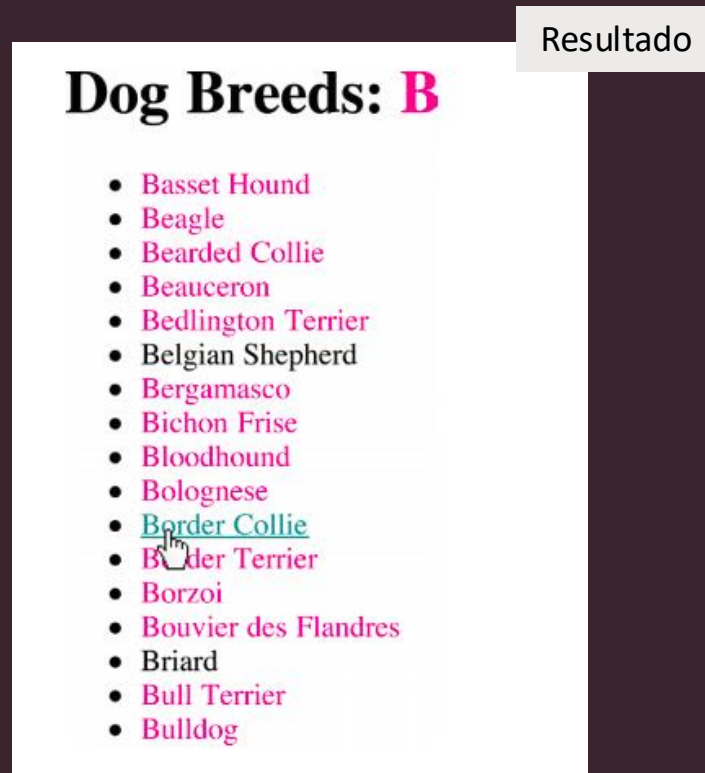 Resultado
Dog Breeds: B
Basset Hound
Beagle
Bearded Collie
Beauceron
Bedlington Terrier
Belgian Shepherd
Bergamasco
Bichon Frise
Bloodhound
Bolognese
Border Collie
Border Terrier
Borzoi
Bouvier des Flandres
Briard
Bull Terrier
Bulldog